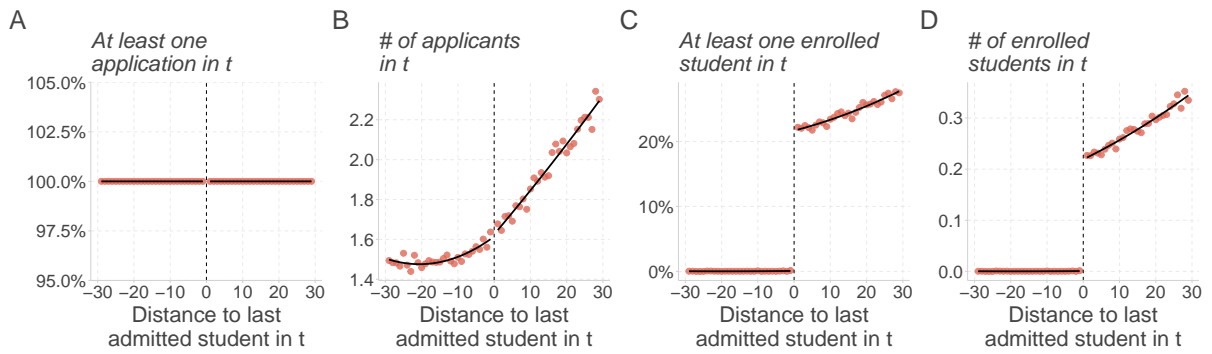 A
At least one
application in t
105.0%
102.5%
100.0%
97.5%
95.0%
−30 −20 −10 0 10 20 30
Distance to last
admitted student in t
B
# of applicants
in t
2.2
2.0
1.8
1.6
1.4
−30 −20 −10 0 10 20 30
Distance to last
admitted student in t
C
At least one enrolled
student in t
20%
10%
0%
−30 −20 −10 0 10 20 30
Distance to last
admitted student in t
D
# of enrolled
students in t
0.3
0.2
0.1
0.0
−30 −20 −10 0 10 20 30
Distance to last
admitted student in t